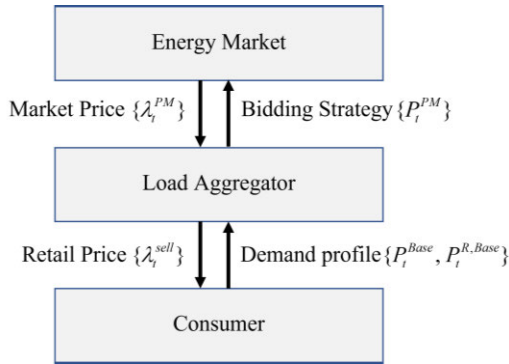 Energy Market
Market Price {λ_t^{PM}} Bidding Strategy {P_t^{PM}}
Load Aggregator
Retail Price {λ_t^{sell}} Demand profile {P_t^{Base}, P_t^{R,Base}}
Consumer